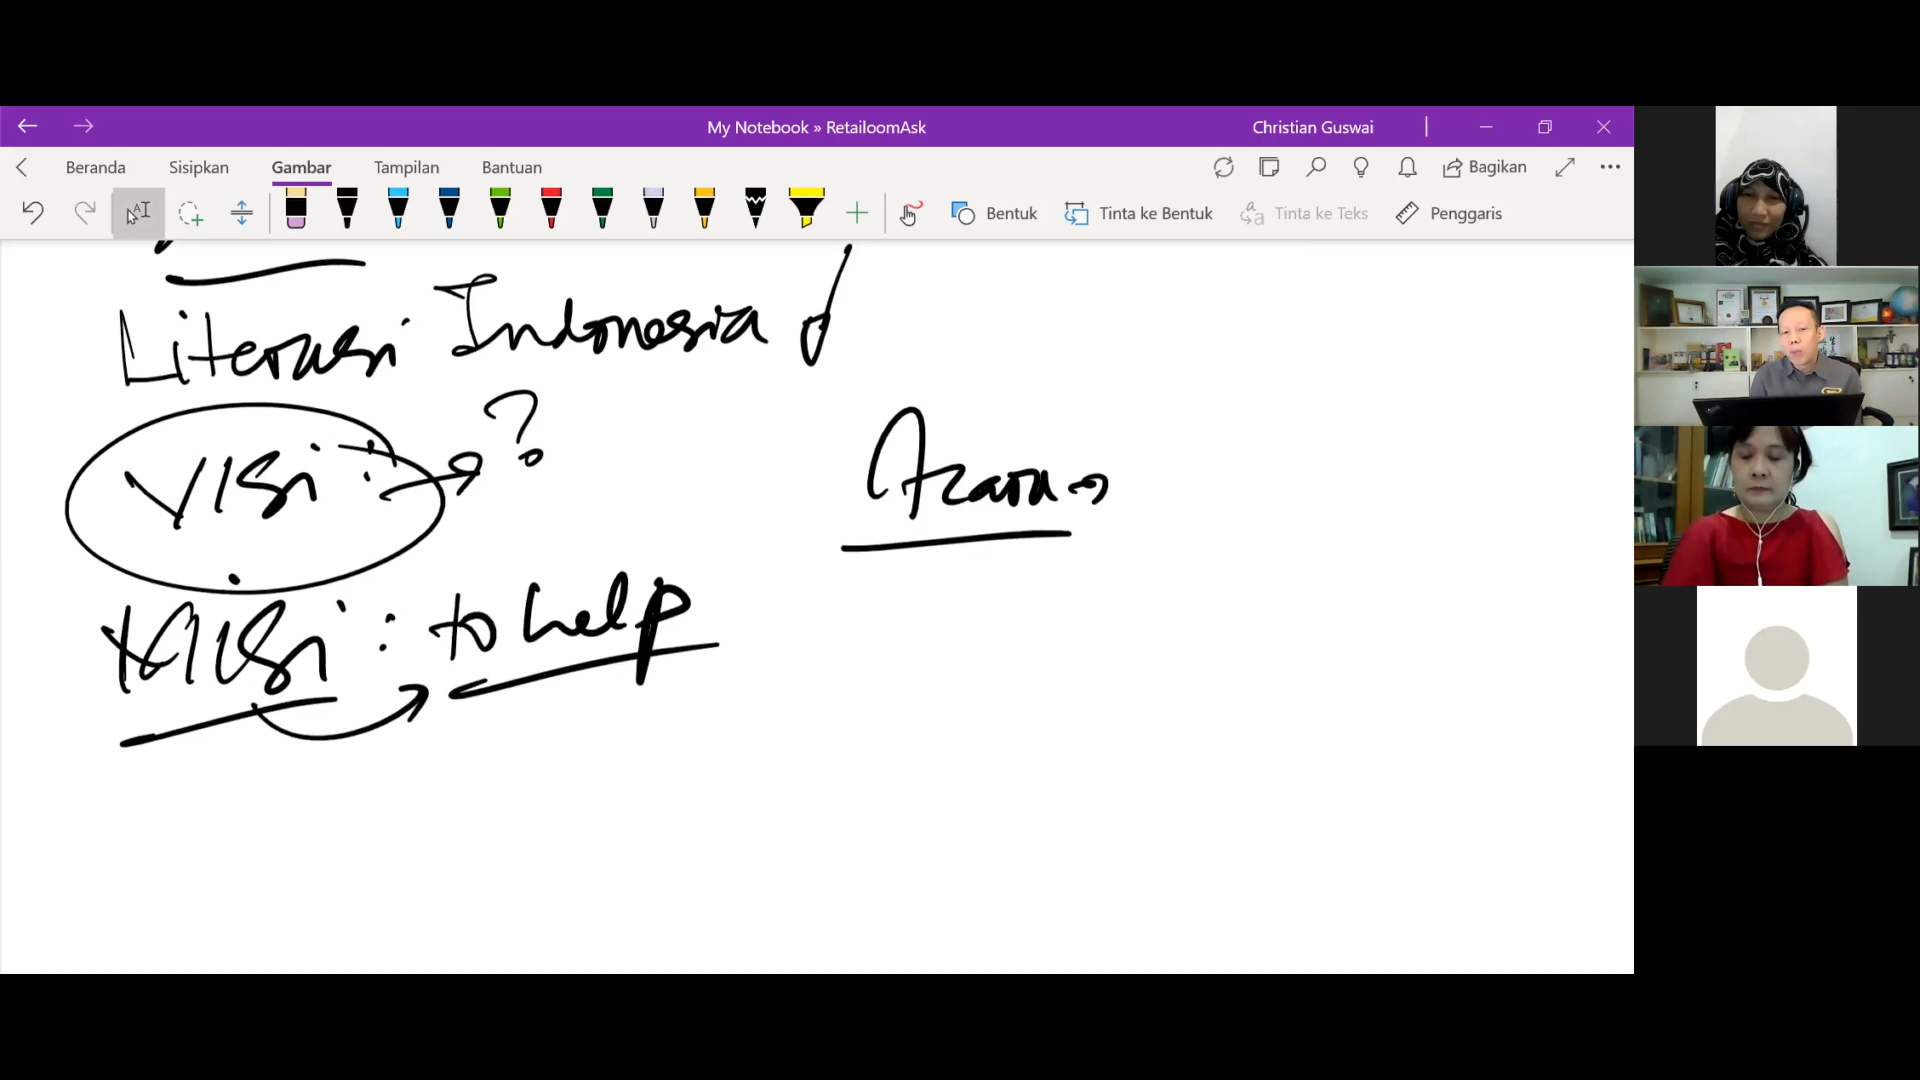 My Notebook » RetailoomAsk
Christian Guswai
Beranda Sisipkan Gambar Tampilan Bantuan
Bagikan
Bentuk Tinta ke Bentuk Tinta ke Teks Penggaris
Literasi Indonesia
Visi : ?
Misi : to help